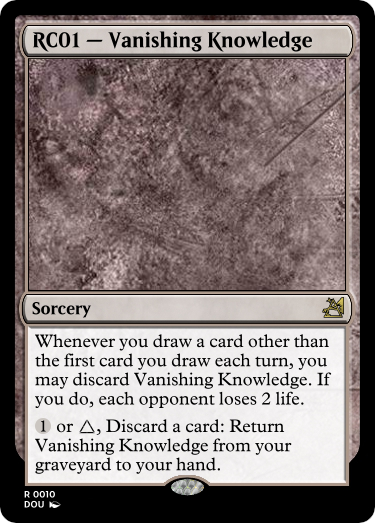 RC01 — Vanishing Knowledge
Sorcery
Whenever you draw a card other than
the first card you draw each turn, you
may discard Vanishing Knowledge. If
you do, each opponent loses 2 life.
1 or △, Discard a card: Return
Vanishing Knowledge from your
graveyard to your hand.
R 0010
DOU